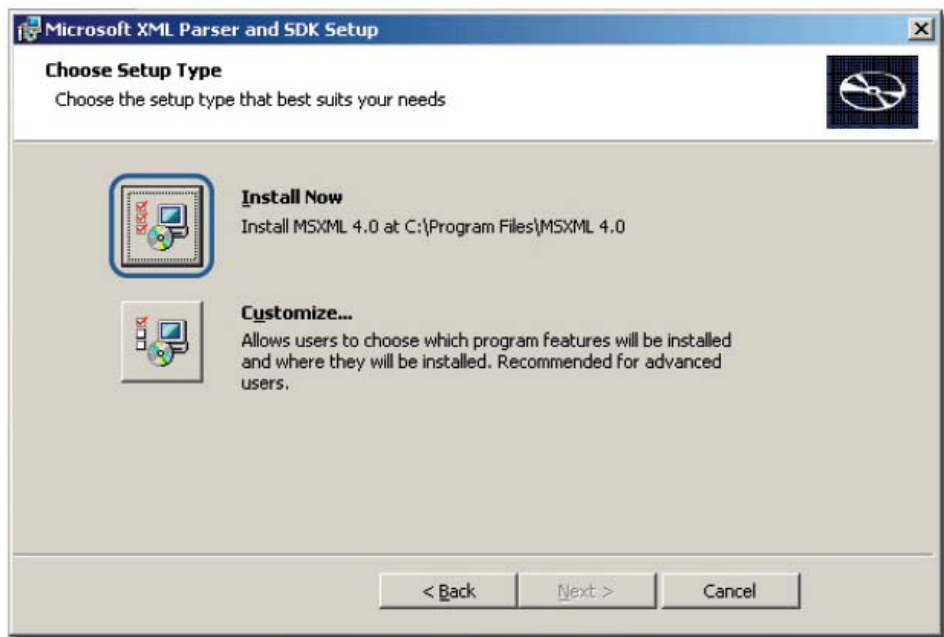 Microsoft XML Parser and SDK Setup
Choose Setup Type
Choose the setup type that best suits your needs
Install Now
Install MSXML 4.0 at C:\Program Files\MSXML 4.0
Customize...
Allows users to choose which program features will be installed
and where they will be installed. Recommended for advanced
users.
< Back
Next >
Cancel